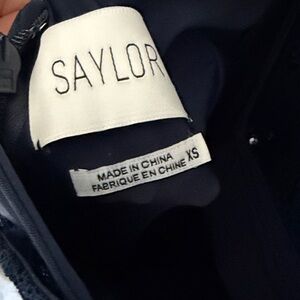 SAYLOR
MADE IN CHINA
FABRIQUE EN CHINE
XS